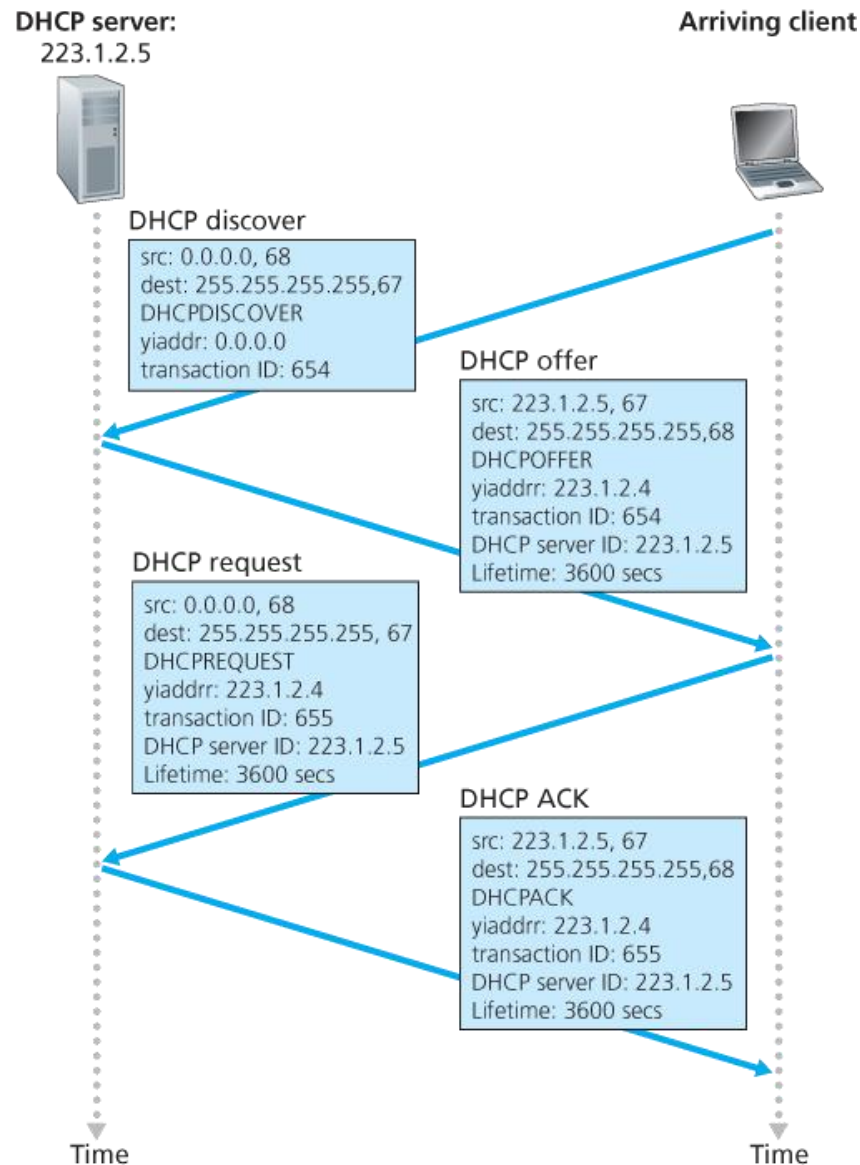 DHCP server:
223.1.2.5
Arriving client
DHCP discover
src: 0.0.0.0, 68
dest: 255.255.255.255,67
DHCPDISCOVER
yiaddr: 0.0.0.0
transaction ID: 654
DHCP offer
src: 223.1.2.5, 67
dest: 255.255.255.255,68
DHCPOFFER
yiaddrr: 223.1.2.4
transaction ID: 654
DHCP server ID: 223.1.2.5
Lifetime: 3600 secs
DHCP request
src: 0.0.0.0, 68
dest: 255.255.255.255, 67
DHCPREQUEST
yiaddrr: 223.1.2.4
transaction ID: 655
DHCP server ID: 223.1.2.5
Lifetime: 3600 secs
DHCP ACK
src: 223.1.2.5, 67
dest: 255.255.255.255,68
DHCPACK
yiaddrr: 223.1.2.4
transaction ID: 655
DHCP server ID: 223.1.2.5
Lifetime: 3600 secs
Time
Time